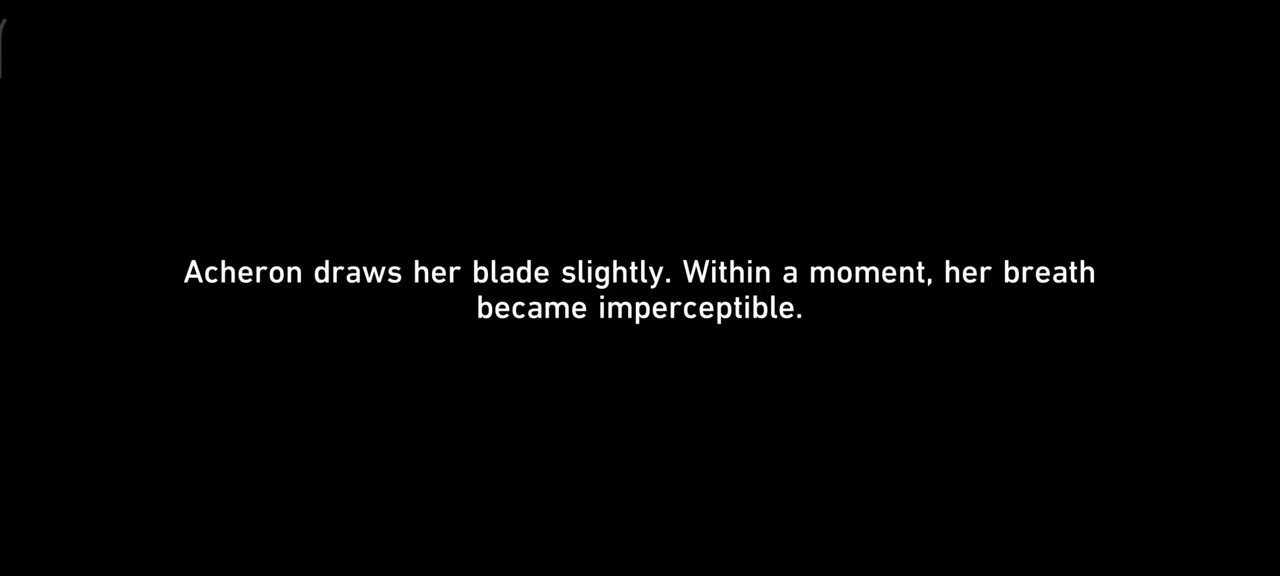 Acheron draws her blade slightly. Within a moment, her breath
became imperceptible.